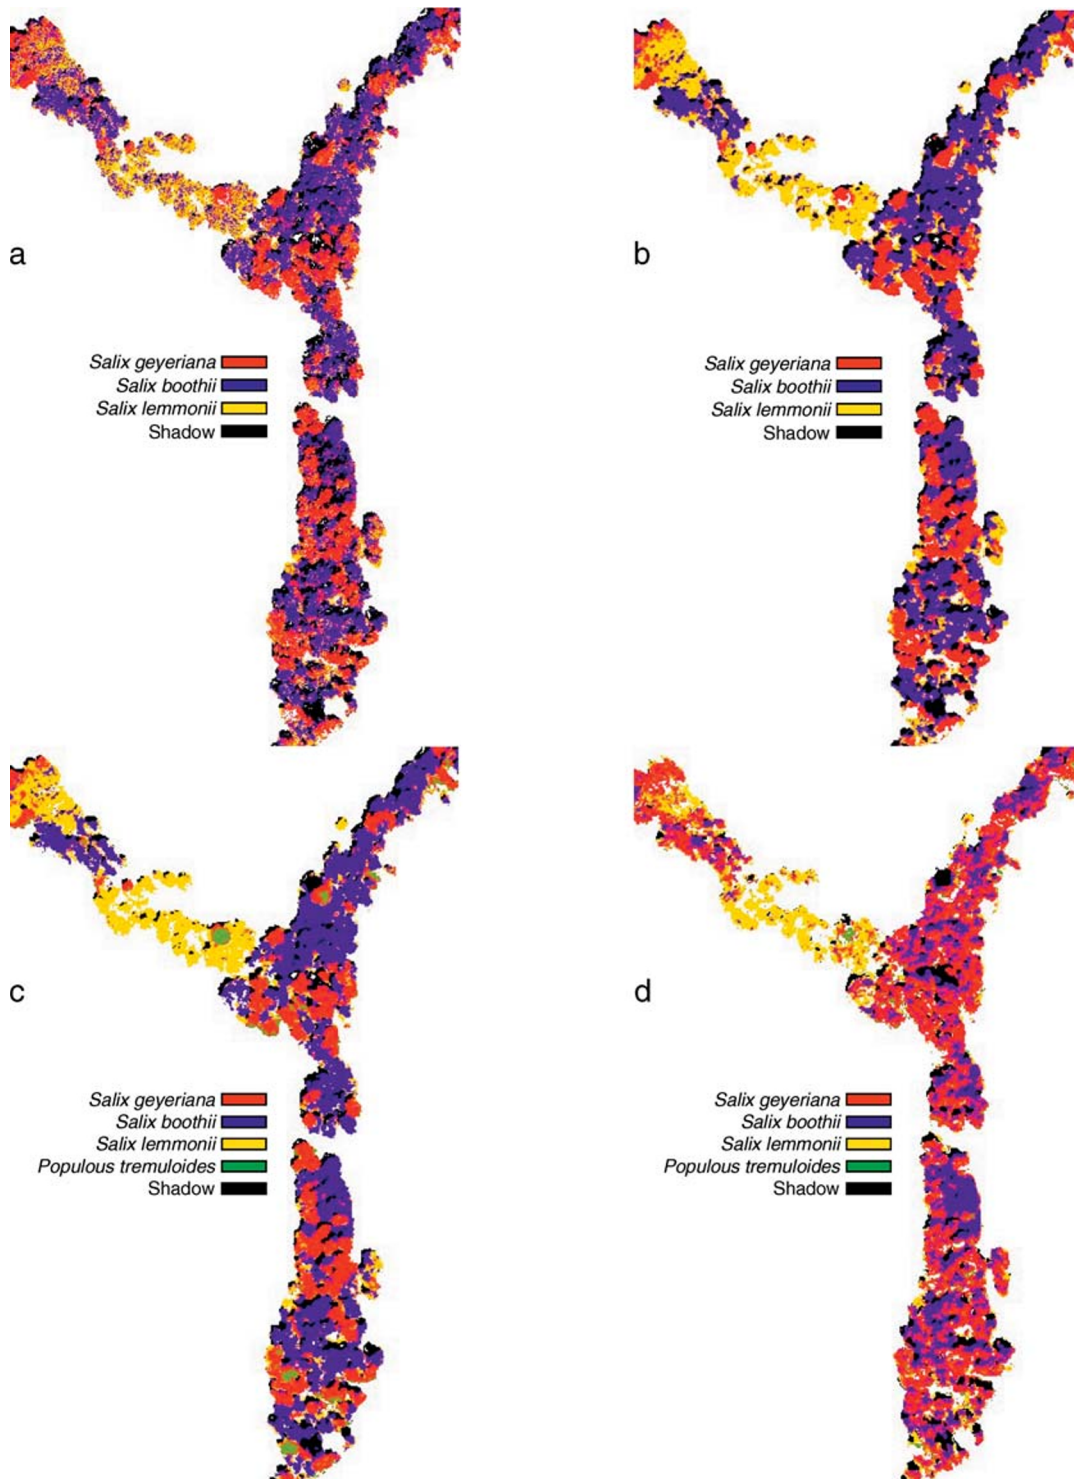 a
b
Salix geyeriana
Salix boothii
Salix lemmonii
Shadow
Salix geyeriana
Salix boothii
Salix lemmonii
Shadow
c
d
Salix geyeriana
Salix boothii
Salix lemmonii
Populous tremuloides
Shadow
Salix geyeriana
Salix boothii
Salix lemmonii
Populous tremuloides
Shadow